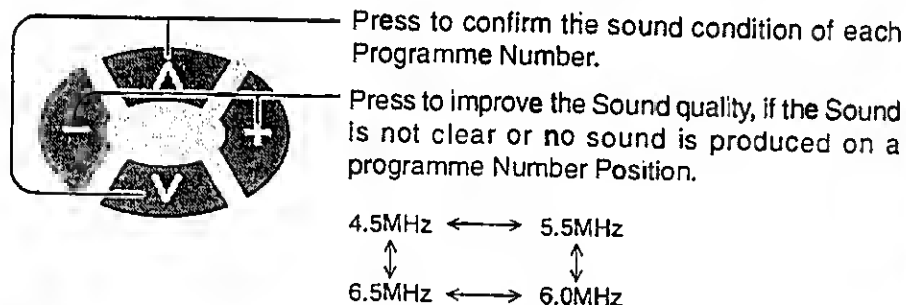 Press to confirm the sound condition of each
Programme Number.
Press to improve the Sound quality, if the Sound
is not clear or no sound is produced on a
programme Number Position.
4.5MHz ⟷ 5.5MHz
↕ ↕
6.5MHz ⟷ 6.0MHz
∧
−
+
∨